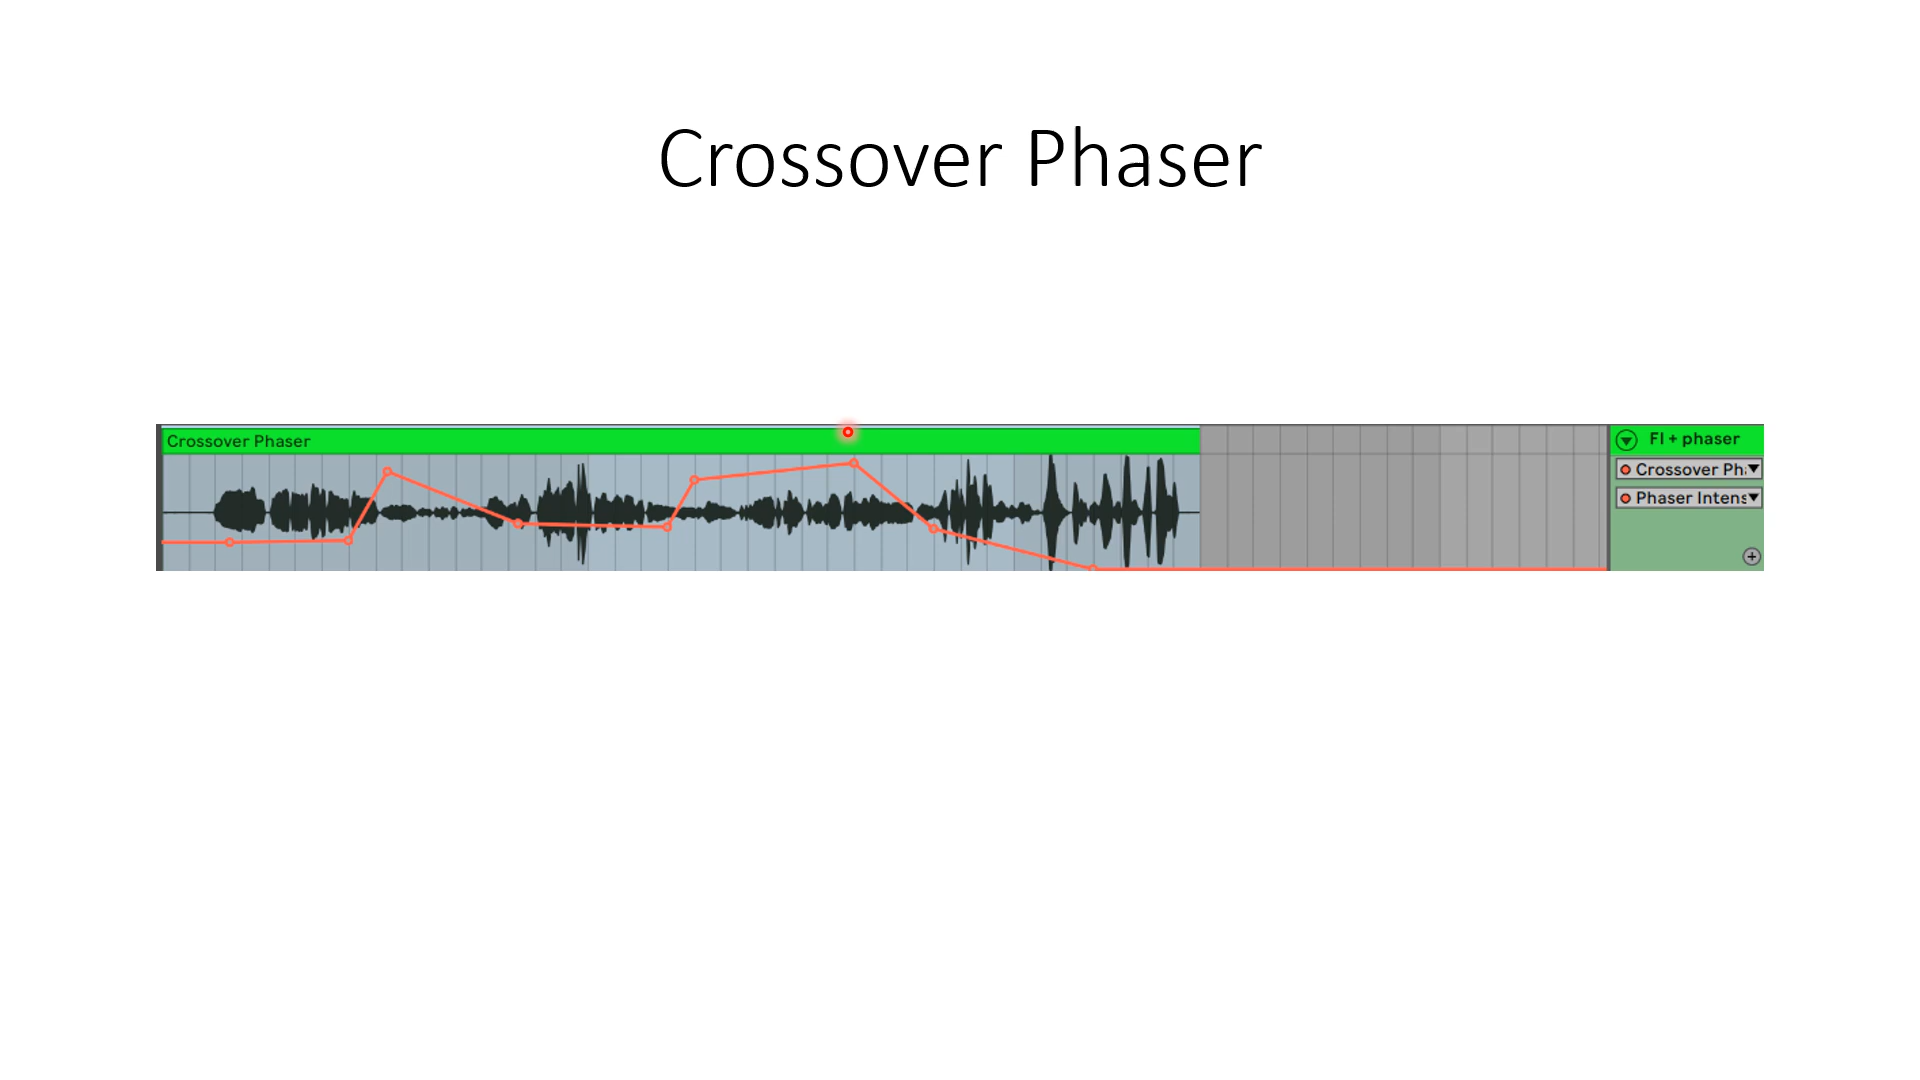 Crossover Phaser
Crossover Phaser
Fl + phaser
Crossover Ph
Phaser Intens